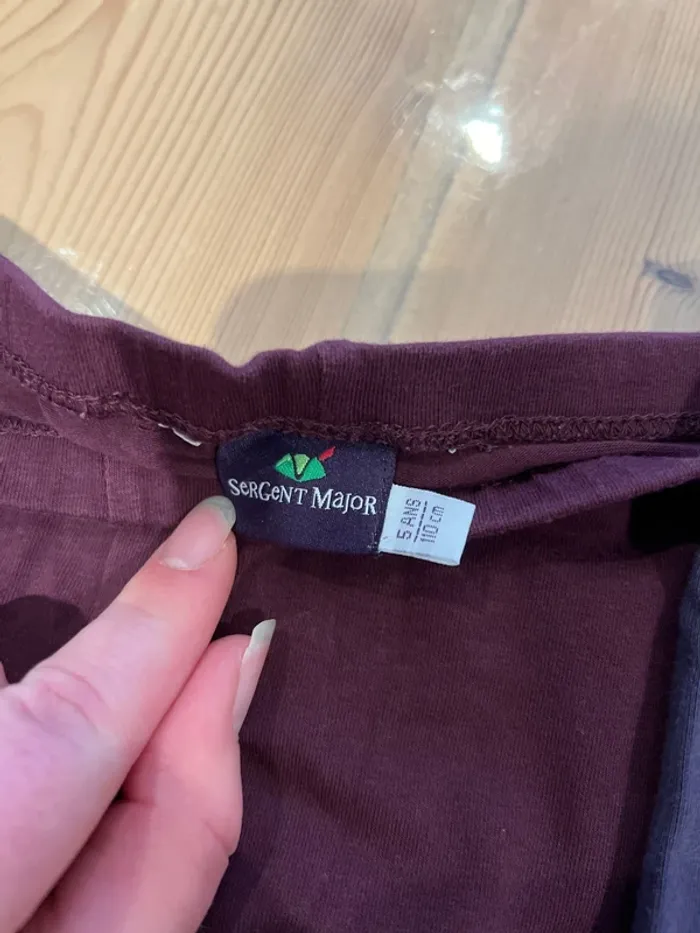 SeRGeNT MaJoR
5 ANS
110 cm